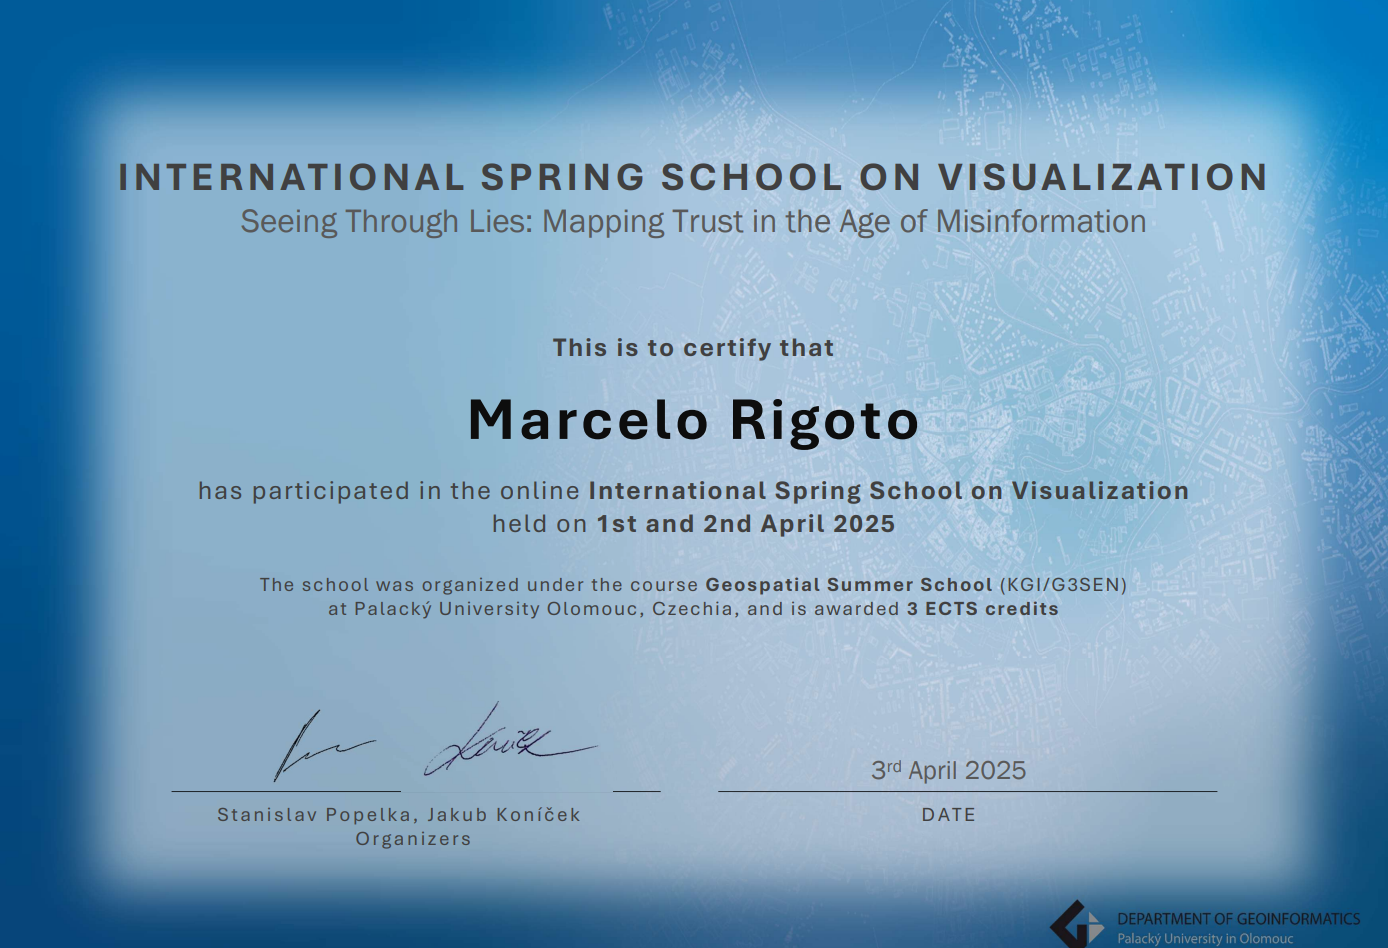 INTERNATIONAL SPRING SCHOOL ON VISUALIZATION
Seeing Through Lies: Mapping Trust in the Age of Misinformation
This is to certify that
Marcelo Rigoto
has participated in the online International Spring School on Visualization
held on 1st and 2nd April 2025
The school was organized under the course Geospatial Summer School (KGI/G3SEN)
at Palacký University Olomouc, Czechia, and is awarded 3 ECTS credits
3rd April 2025
Stanislav Popelka, Jakub Koníček
Organizers
DATE
DEPARTMENT OF GEOINFORMATICS
Palacký University in Olomouc